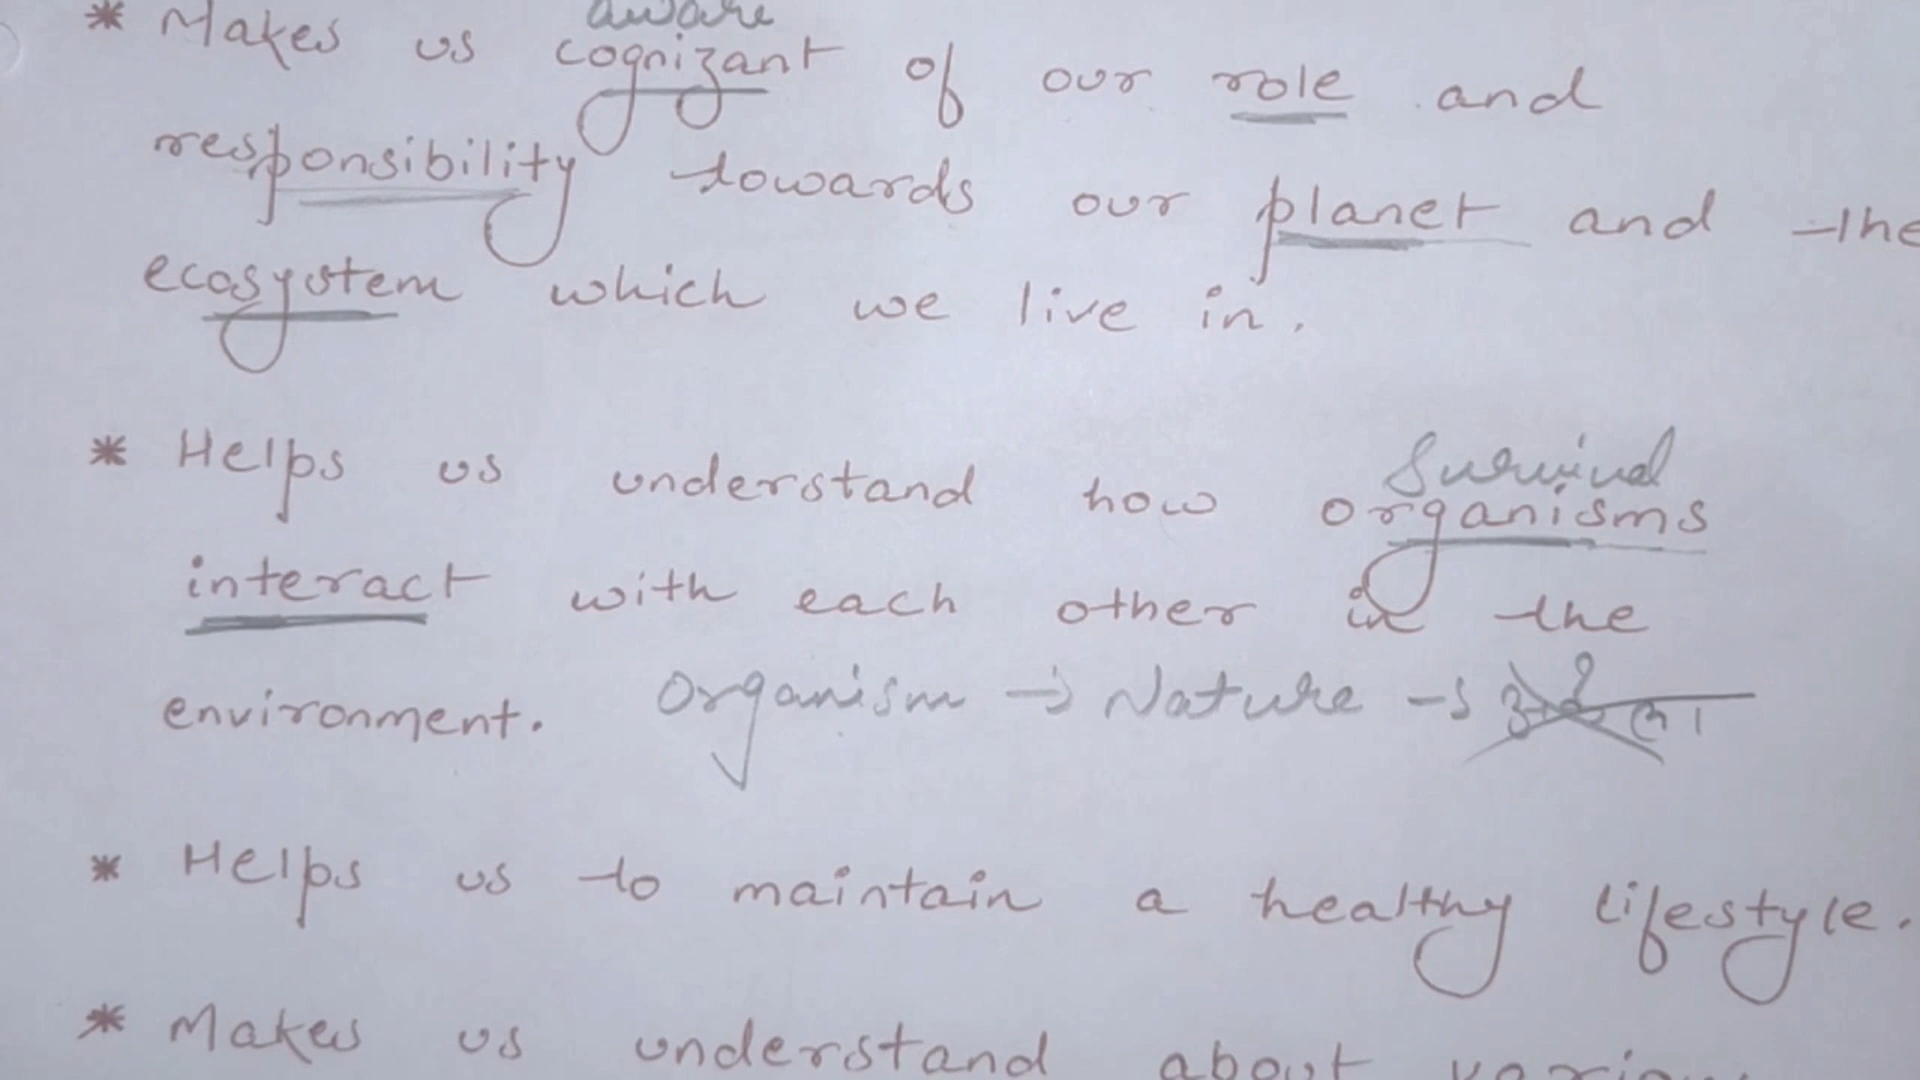 aware
* Makes us cognizant of our role and
responsibility towards our planet and the
ecosystem which we live in.
Survival
* Helps us understand how organisms
interact with each other in the
environment. Organism → Nature →
* Helps us to maintain a healthy lifestyle.
* Makes us understand about